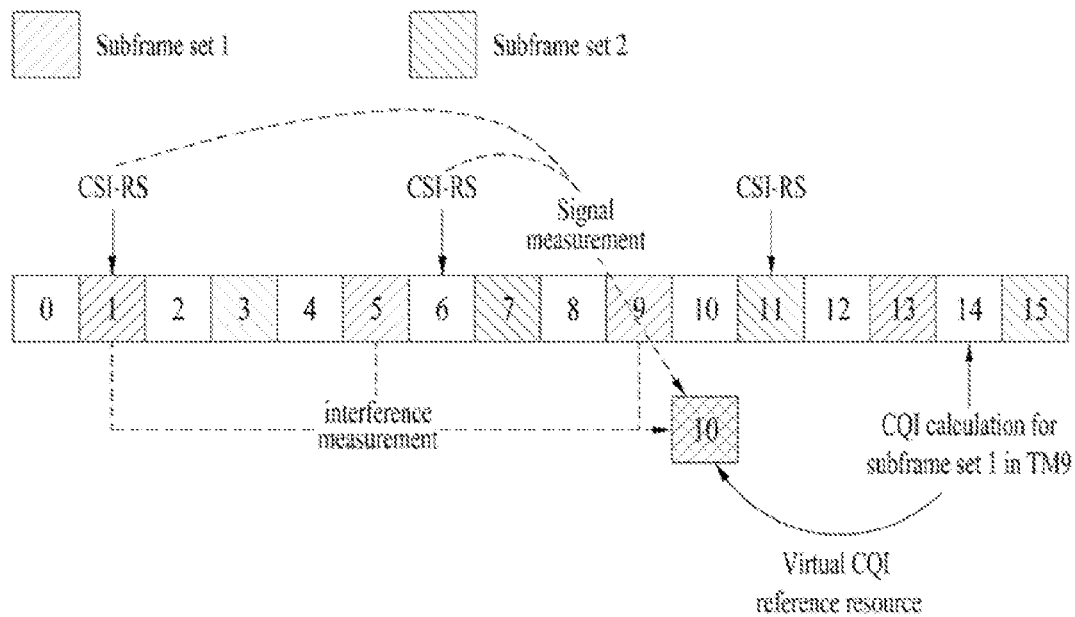 Subframe set 1
Subframe set 2
CSI-RS
CSI-RS
CSI-RS
Signal
measurement
0 1 2 3 4 5 6 7 8 9 10 11 12 13 14 15
interference
measurement
10
CQI calculation for
subframe set 1 in TM9
Virtual CQI
reference resource